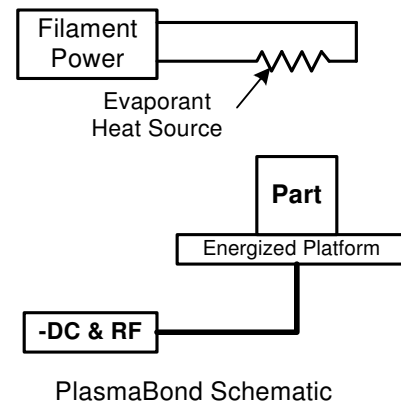 Filament
Power
Evaporant
Heat Source
Part
Energized Platform
-DC & RF
PlasmaBond Schematic